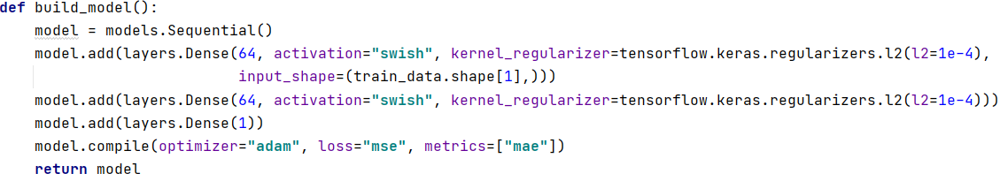 def build_model():
    model = models.Sequential()
    model.add(layers.Dense(64, activation="swish", kernel_regularizer=tensorflow.keras.regularizers.l2(l2=1e-4),
                           input_shape=(train_data.shape[1],)))
    model.add(layers.Dense(64, activation="swish", kernel_regularizer=tensorflow.keras.regularizers.l2(l2=1e-4)))
    model.add(layers.Dense(1))
    model.compile(optimizer="adam", loss="mse", metrics=["mae"])
    return model